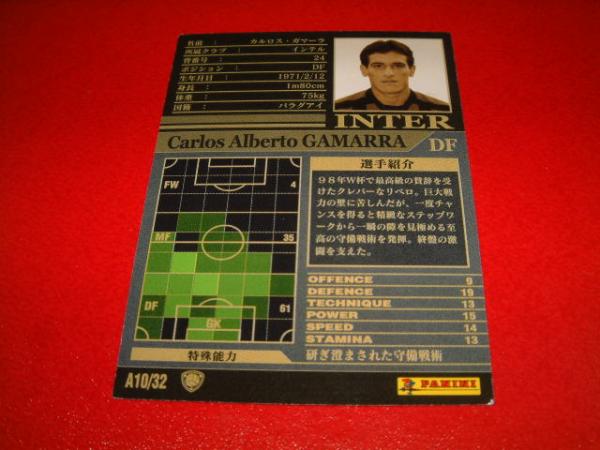 名前 : カルロス・ガマーラ
所属クラブ : インテル
背番号 : 24
ポジション : DF
生年月日 : 1971/2/12
身長 : 1m80cm
体重 : 75kg
国籍 : パラグアイ
INTER
Carlos Alberto GAMARRA DF
FW 4
MF 35
DF 61
GK
選手紹介
98年W杯で最高級の賛辞を受
けたクレバーなリベロ。巨大戦
力の壁に苦しんだが、一度チャ
ンスを得ると精緻なステップワ
ークから一瞬の隙を見極める至
高の守備戦術を発揮。終盤の激
闘を支えた。
OFFENCE 9
DEFENCE 19
TECHNIQUE 13
POWER 15
SPEED 14
STAMINA 13
特殊能力 研ぎ澄まされた守備戦術
A10/32
PANINI